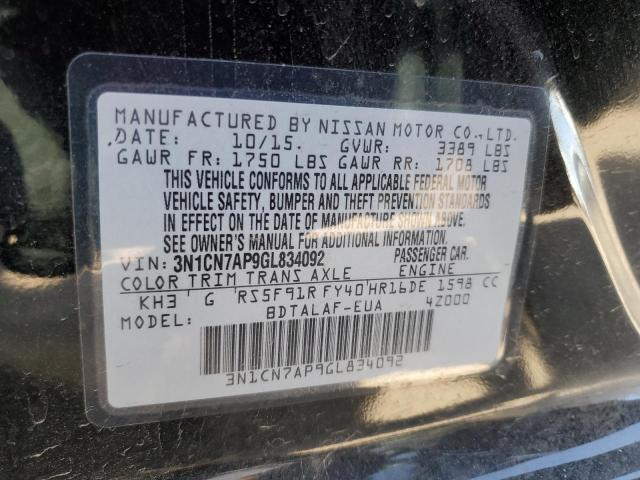 MANUFACTURED BY NISSAN MOTOR CO., LTD.
DATE: 10/15. GVWR: 3389 LBS
GAWR FR: 1750 LBS GAWR RR: 1708 LBS
THIS VEHICLE CONFORMS TO ALL APPLICABLE FEDERAL MOTOR
VEHICLE SAFETY, BUMPER AND THEFT PREVENTION STANDARDS
IN EFFECT ON THE DATE OF MANUFACTURE SHOWN ABOVE.
SEE OWNER'S MANUAL FOR ADDITIONAL INFORMATION.
VIN: 3N1CN7AP9GL834092 PASSENGER CAR.
COLOR TRIM TRANS AXLE ENGINE
KH3 G RS5F91R FY40 HR16DE 1598 CC
MODEL: BDTALAF-EUA 4Z000
3N1CN7AP9GL834092